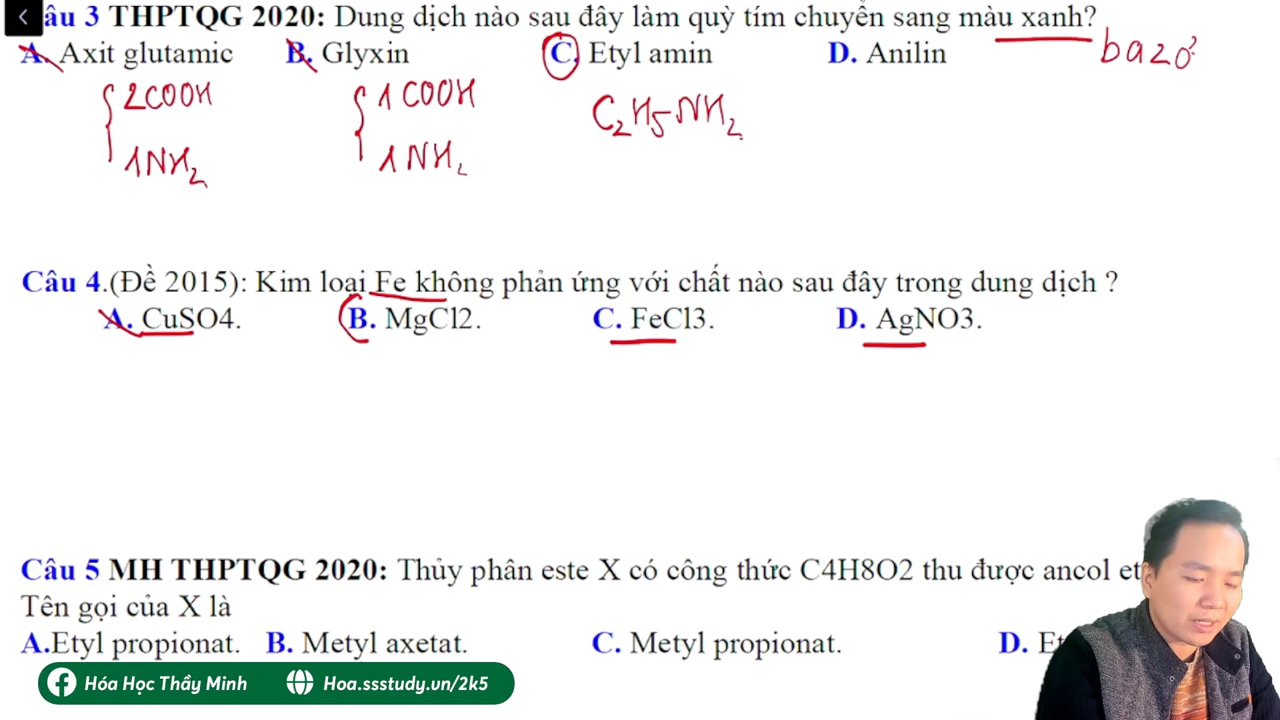 âu 3 THPTQG 2020: Dung dịch nào sau đây làm quỳ tím chuyển sang màu xanh?
A. Axit glutamic B. Glyxin C. Etyl amin D. Anilin
bazơ
2COOH 1COOH C2H5-NH2
1NH2 1NH2
Câu 4.(Đề 2015): Kim loại Fe không phản ứng với chất nào sau đây trong dung dịch ?
A. CuSO4. B. MgCl2. C. FeCl3. D. AgNO3.
Câu 5 MH THPTQG 2020: Thủy phân este X có công thức C4H8O2 thu được ancol et
Tên gọi của X là
A.Etyl propionat. B. Metyl axetat. C. Metyl propionat. D. Et
Hóa Học Thầy Minh Hoa.ssstudy.vn/2k5